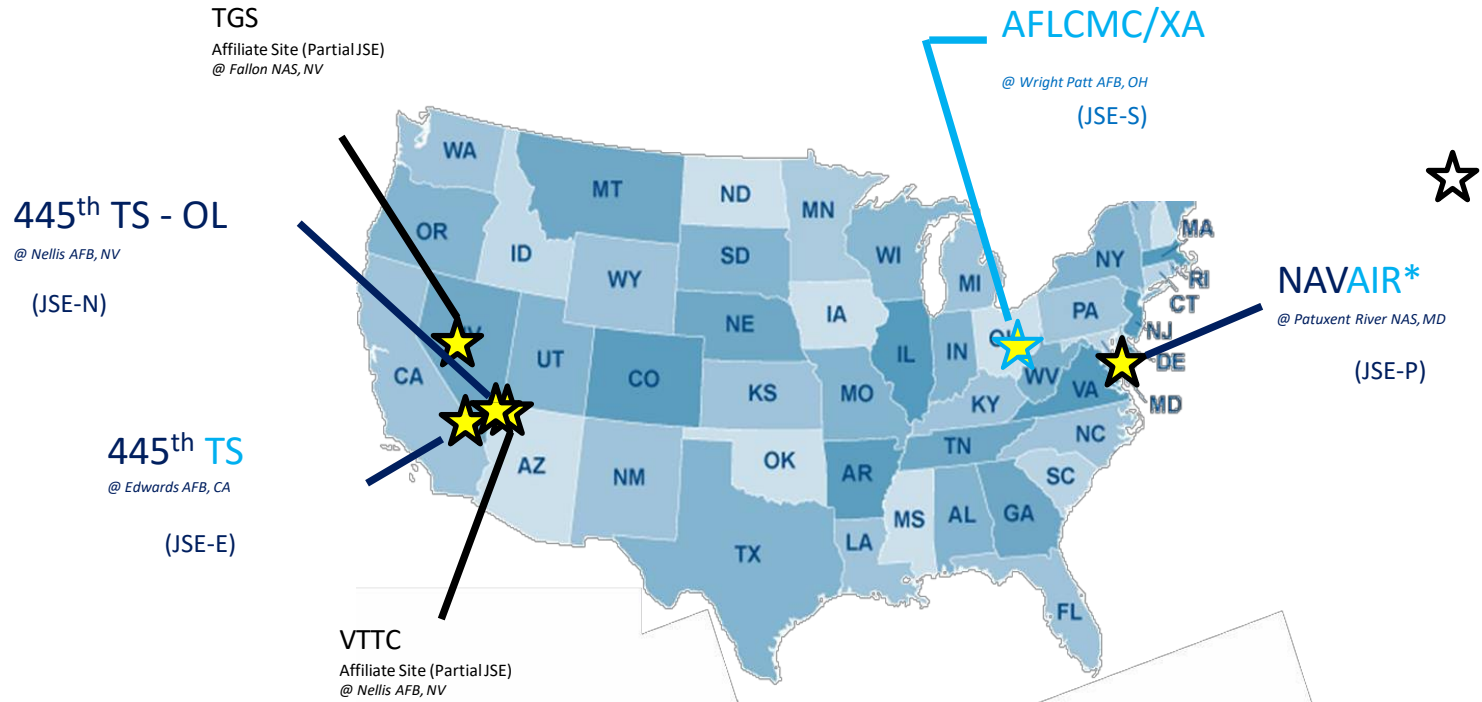 TGS
Affiliate Site (Partial JSE)
@ Fallon NAS, NV
AFLCMC/XA
@ Wright Patt AFB, OH
(JSE-S)
445th TS - OL
@ Nellis AFB, NV
(JSE-N)
445th TS
@ Edwards AFB, CA
(JSE-E)
VTTC
Affiliate Site (Partial JSE)
@ Nellis AFB, NV
NAVAIR*
@ Patuxent River NAS, MD
(JSE-P)
WA
MT
ND
MN
OR
ID
WY
SD
WI
MI
NY
MA
RI
CT
PA
NJ
DE
MD
CA
UT
CO
NE
IA
IL
IN
WV
VA
KS
MO
KY
AZ
NM
OK
AR
TN
NC
SC
MS
AL
GA
TX
LA
FL